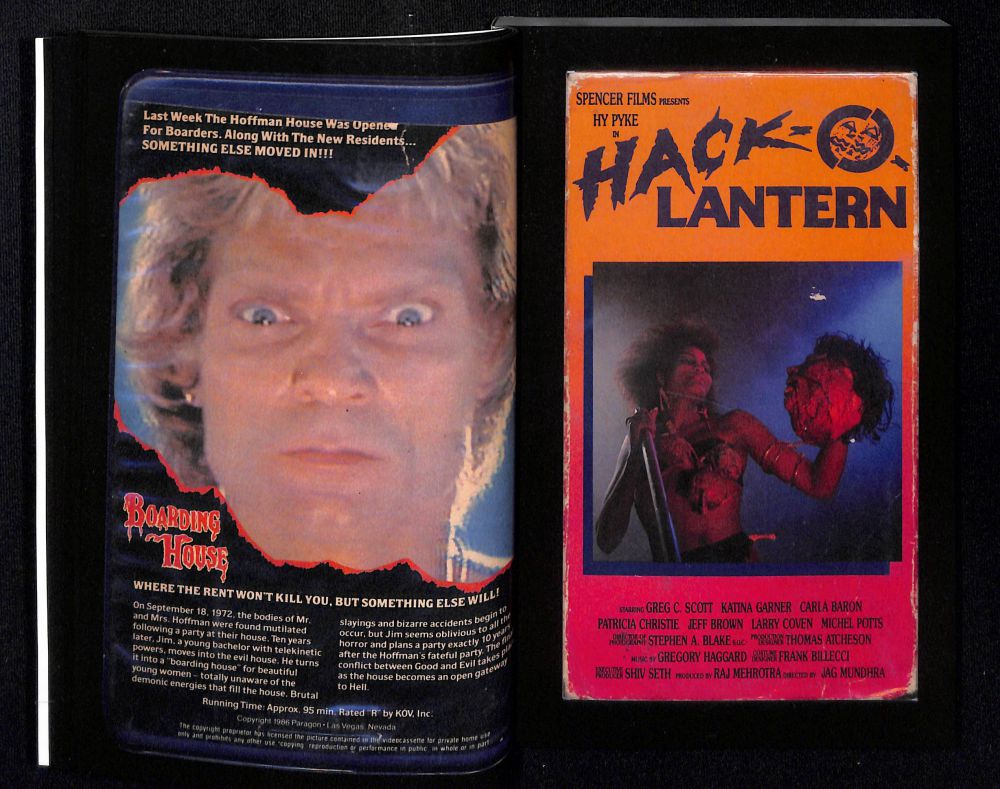 Last Week The Hoffman House Was Opened
For Boarders. Along With The New Residents...
SOMETHING ELSE MOVED IN!!!
BOARDING
HOUSE
WHERE THE RENT WON'T KILL YOU, BUT SOMETHING ELSE WILL!
On September 18, 1972, the bodies of Mr.
and Mrs. Hoffman were found mutilated
following a party at their house. Ten years
later, Jim, a young bachelor with telekinetic
powers, moves into the evil house. He turns
it into a "boarding house" for beautiful
young women – totally unaware of the
demonic energies that fill the house. Brutal
slayings and bizarre accidents begin to
occur, but Jim seems oblivious to all the
horror and plans a party exactly 10 years
after the Hoffman's fateful party. The
conflict between Good and Evil takes
as the house becomes an open gateway
to Hell.
Running Time: Approx. 95 min. Rated "R" by KOV, Inc.
Copyright 1986 Paragon • Las Vegas, Nevada
The copyright proprietor has licensed the picture contained in the videocassette for private home use
only and prohibits any other use, copying, reproduction or performance in public, in whole or in part
SPENCER FILMS PRESENTS
HY PYKE
IN
HACK-O-
LANTERN
STARRING GREG C. SCOTT KATINA GARNER CARLA BARON
PATRICIA CHRISTIE JEFF BROWN LARRY COVEN MICHEL POTTS
DIRECTOR OF PHOTOGRAPHY STEPHEN A. BLAKE PRODUCTION DESIGNER THOMAS ATCHESON
MUSIC BY GREGORY HAGGARD COSTUME DESIGNER FRANK BILLECCI
EXECUTIVE PRODUCER SHIV SETH PRODUCED BY RAJ MEHROTRA DIRECTED BY JAG MUNDHRA